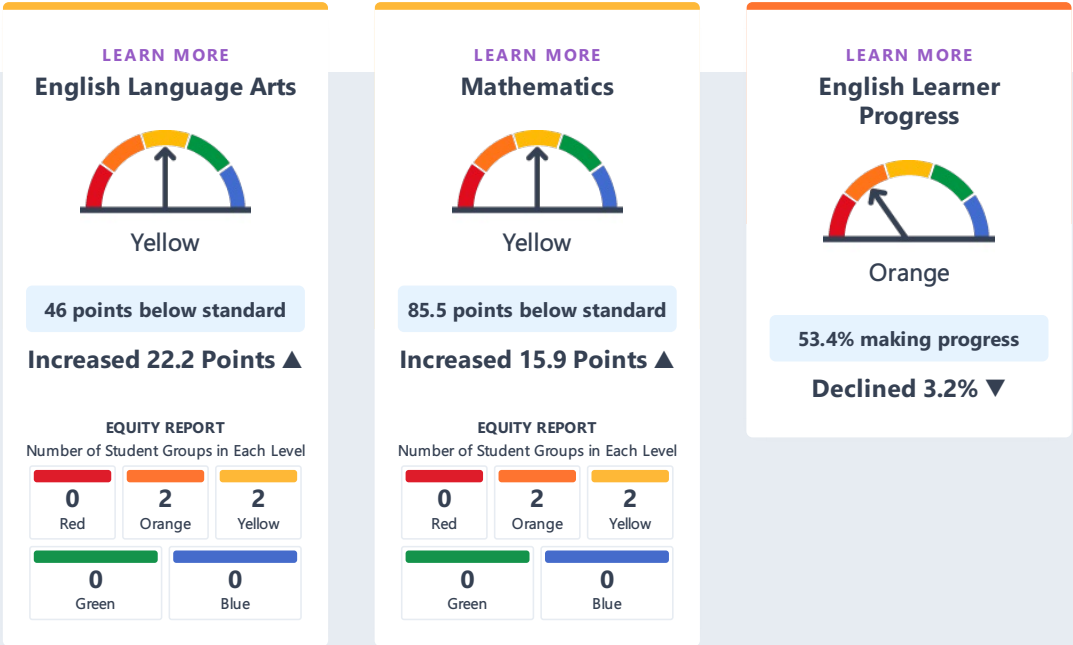 LEARN MORE
English Language Arts
Yellow
46 points below standard
Increased 22.2 Points ▲
EQUITY REPORT
Number of Student Groups in Each Level
0
Red
2
Orange
2
Yellow
0
Green
0
Blue
LEARN MORE
Mathematics
Yellow
85.5 points below standard
Increased 15.9 Points ▲
EQUITY REPORT
Number of Student Groups in Each Level
0
Red
2
Orange
2
Yellow
0
Green
0
Blue
LEARN MORE
English Learner
Progress
Orange
53.4% making progress
Declined 3.2% ▼